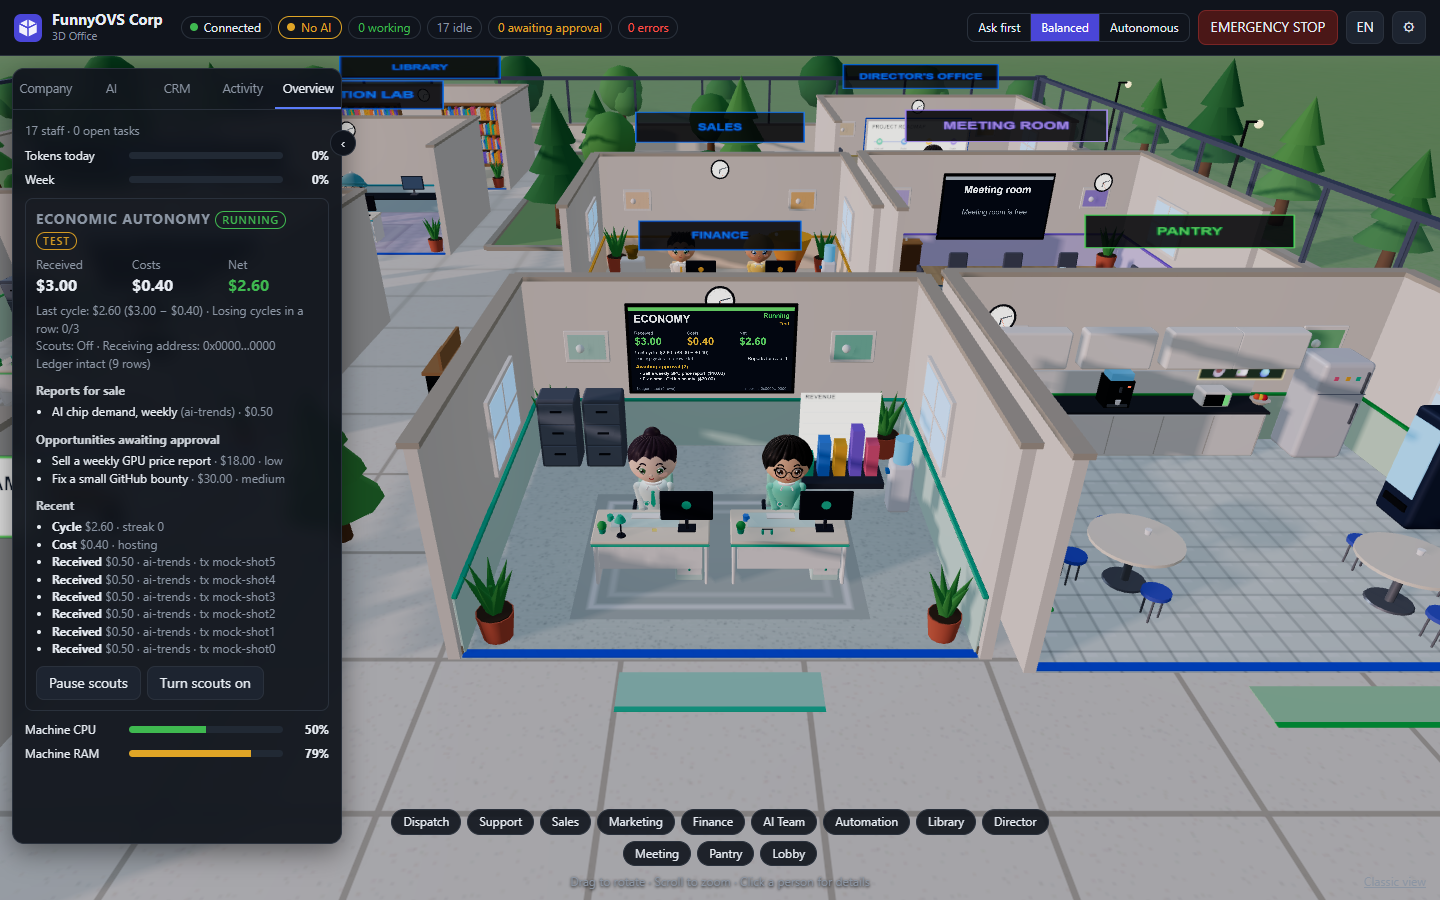 FunnyOVS Corp
3D Office
Connected
No AI
0 working
17 idle
0 awaiting approval
0 errors
Ask first
Balanced
Autonomous
EMERGENCY STOP
EN
Company
AI
CRM
Activity
Overview
17 staff · 0 open tasks
Tokens today
0%
Week
0%
ECONOMIC AUTONOMY
RUNNING
TEST
Received
Costs
Net
$3.00
$0.40
$2.60
Last cycle: $2.60 ($3.00 − $0.40) · Losing cycles in a
row: 0/3
Scouts: Off · Receiving address: 0x0000...0000
Ledger intact (9 rows)
Reports for sale
• AI chip demand, weekly (ai-trends) · $0.50
Opportunities awaiting approval
• Sell a weekly GPU price report · $18.00 · low
• Fix a small GitHub bounty · $30.00 · medium
Recent
• Cycle $2.60 · streak 0
• Cost $0.40 · hosting
• Received $0.50 · ai-trends · tx mock-shot5
• Received $0.50 · ai-trends · tx mock-shot4
• Received $0.50 · ai-trends · tx mock-shot3
• Received $0.50 · ai-trends · tx mock-shot2
• Received $0.50 · ai-trends · tx mock-shot1
• Received $0.50 · ai-trends · tx mock-shot0
Pause scouts
Turn scouts on
Machine CPU
50%
Machine RAM
79%
LIBRARY
TION LAB
DIRECTOR'S OFFICE
SALES
MEETING ROOM
Meeting room
Meeting room is free
FINANCE
PANTRY
ECONOMY
Running
Received
Costs
Net
$3.00
$0.40
$2.60
REVENUE
Dispatch
Support
Sales
Marketing
Finance
AI Team
Automation
Library
Director
Meeting
Pantry
Lobby
Drag to rotate · Scroll to zoom · Click a person for details
Classic view